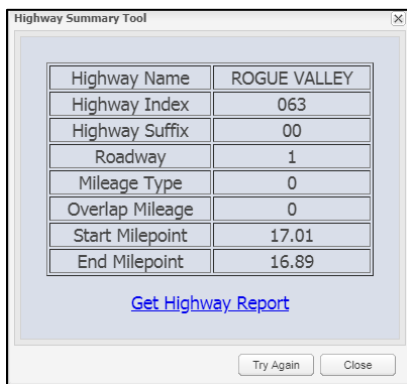 Highway Summary Tool
Highway Name ROGUE VALLEY
Highway Index 063
Highway Suffix 00
Roadway 1
Mileage Type 0
Overlap Mileage 0
Start Milepoint 17.01
End Milepoint 16.89
Get Highway Report
Try Again Close